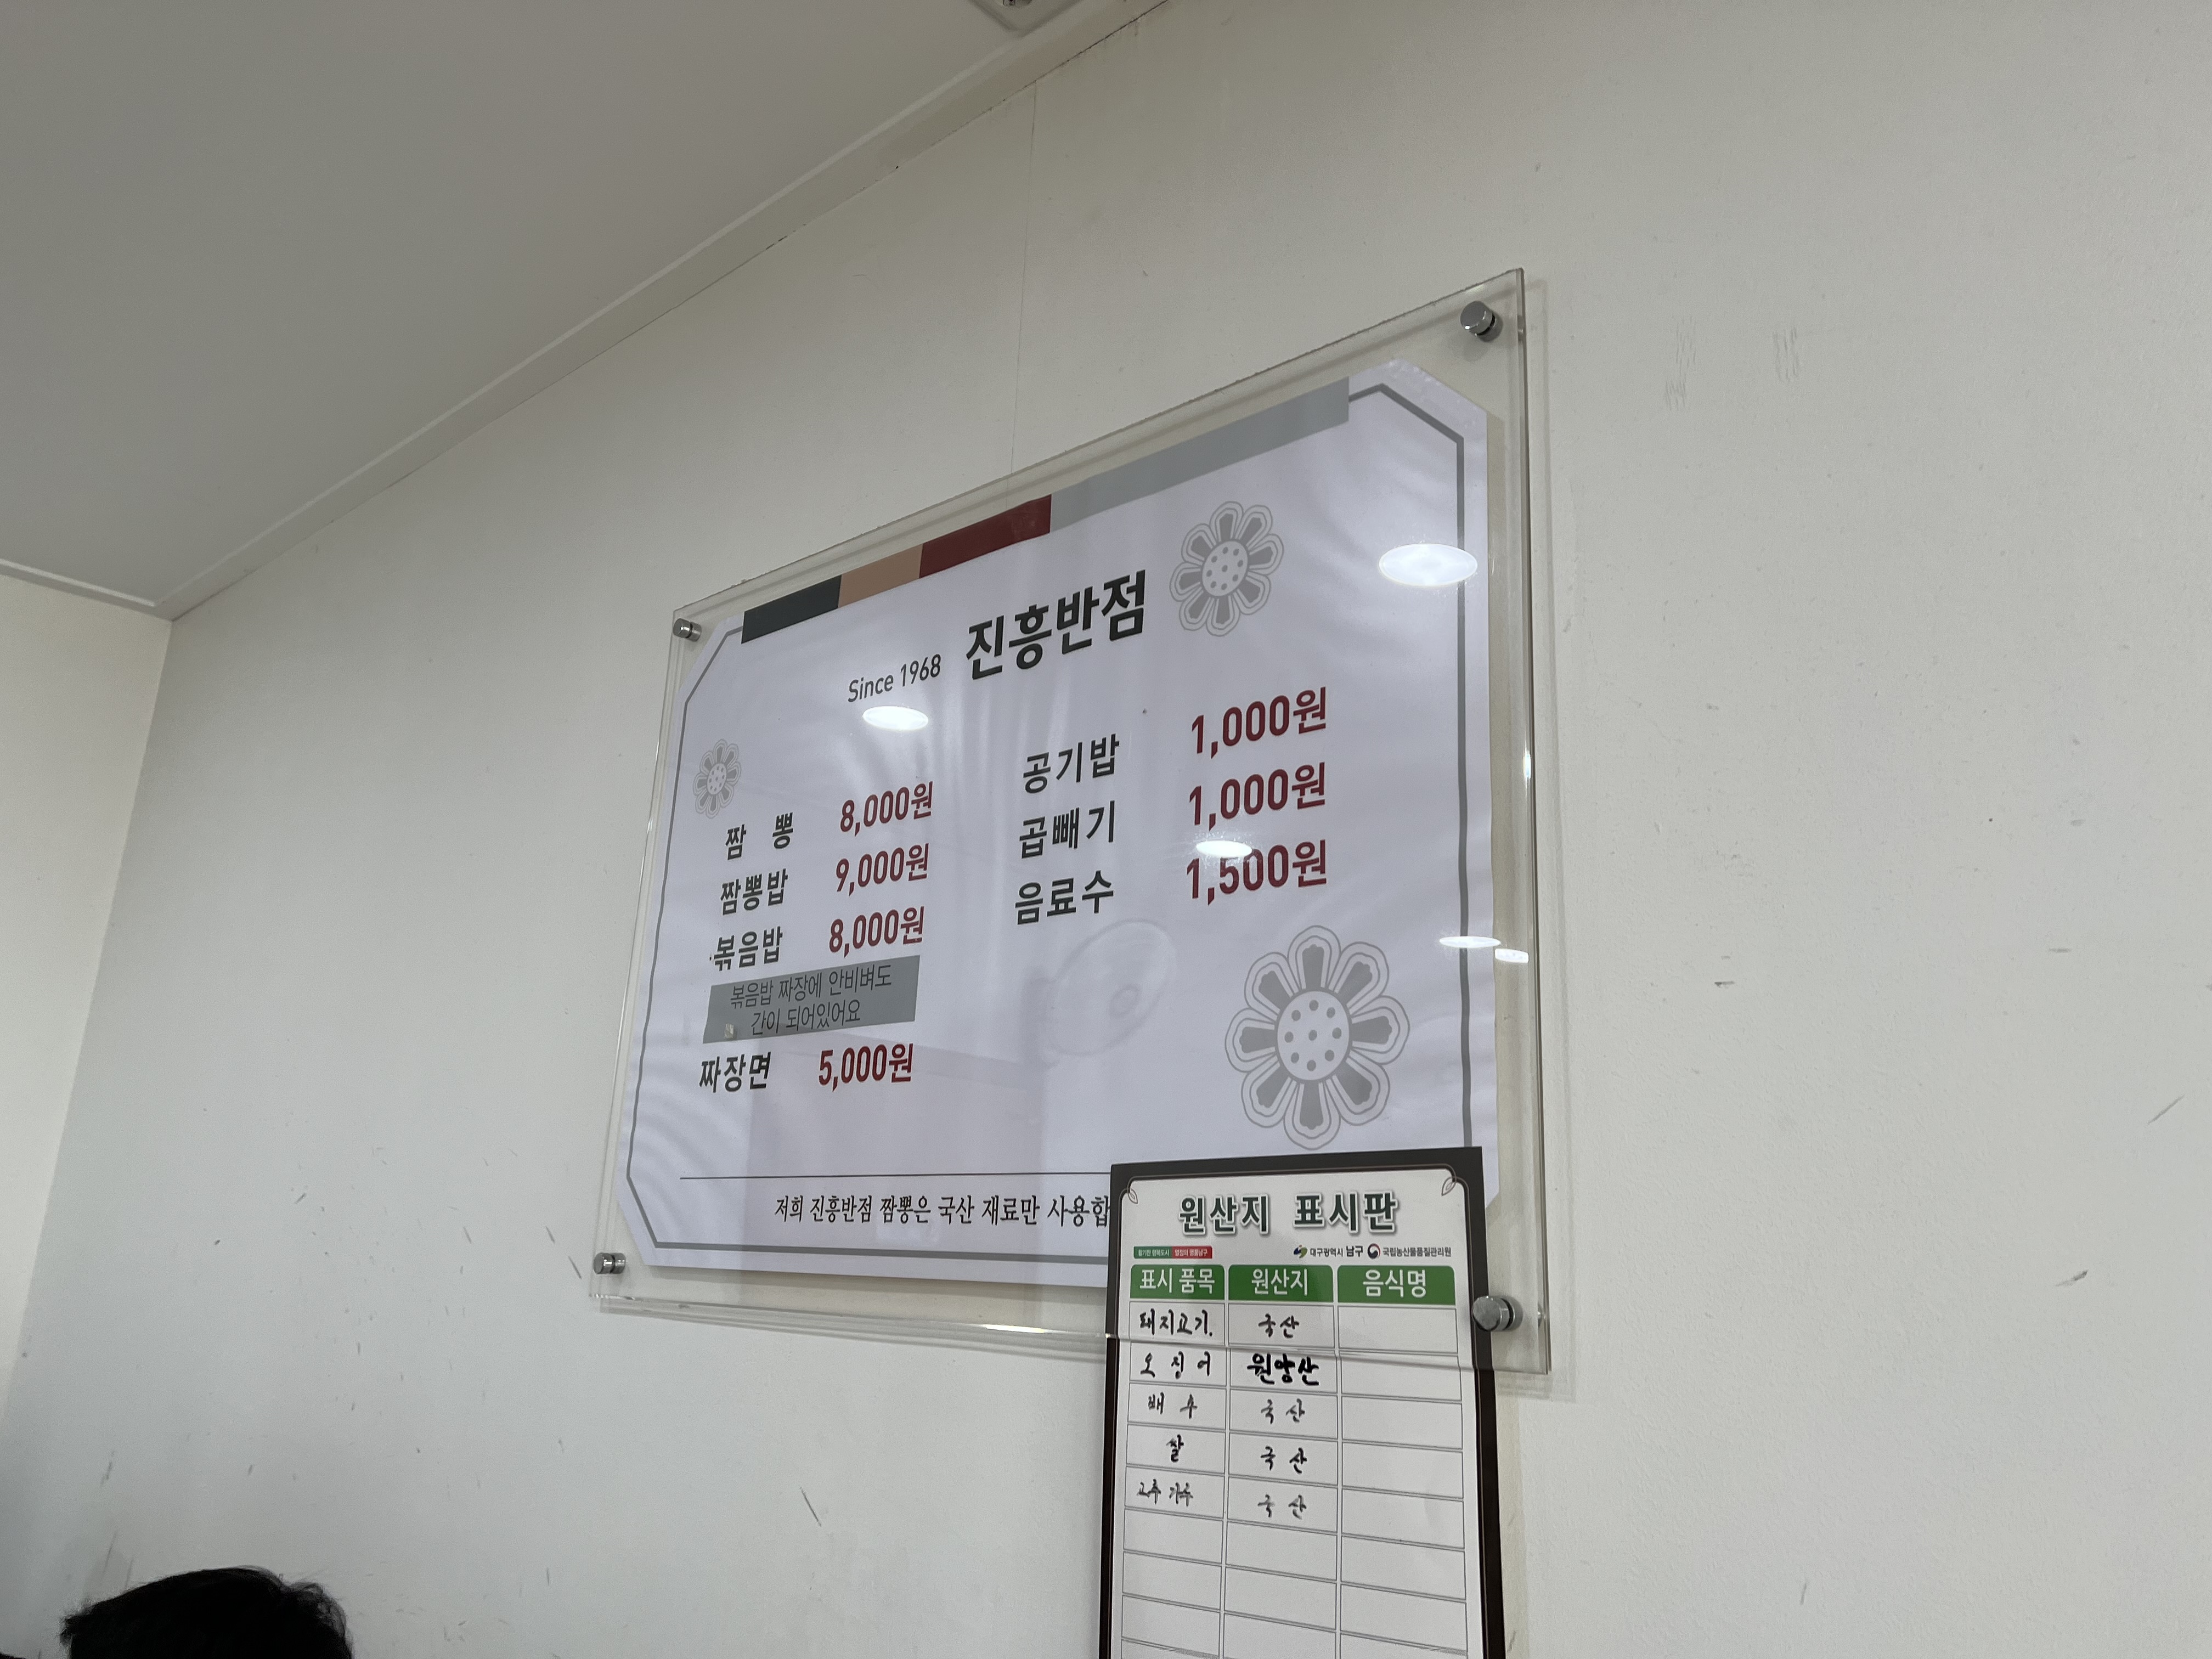 Since 1968 진흥반점
짬 뽕 8,000원
짬뽕밥 9,000원
볶음밥 8,000원
볶음밥 짜장에 안비벼도
간이 되어있어요
짜장면 5,000원
공기밥 1,000원
곱빼기 1,000원
음료수 1,500원
저희 진흥반점 짬뽕은 국산 재료만 사용합
원산지 표시판
대구광역시 남구 국립농산물품질관리원
표시 품목 원산지 음식명
돼지고기. 국산
오징어 원양산
배추 국산
쌀 국산
고추가루 국산